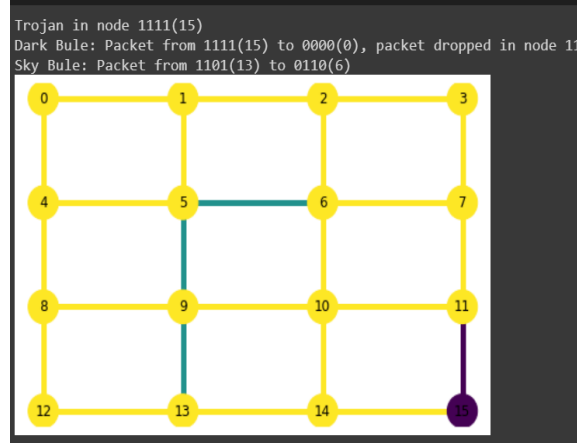 Trojan in node 1111(15)
Dark Bule: Packet from 1111(15) to 0000(0), packet dropped in node 11
Sky Bule: Packet from 1101(13) to 0110(6)
0 1 2 3
4 5 6 7
8 9 10 11
12 13 14 15